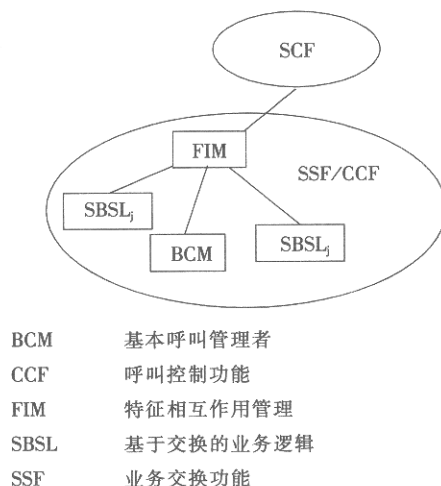 SCF
FIM
SSF/CCF
SBSLj
BCM
SBSLj
BCM 基本呼叫管理者
CCF 呼叫控制功能
FIM 特征相互作用管理
SBSL 基于交换的业务逻辑
SSF 业务交换功能